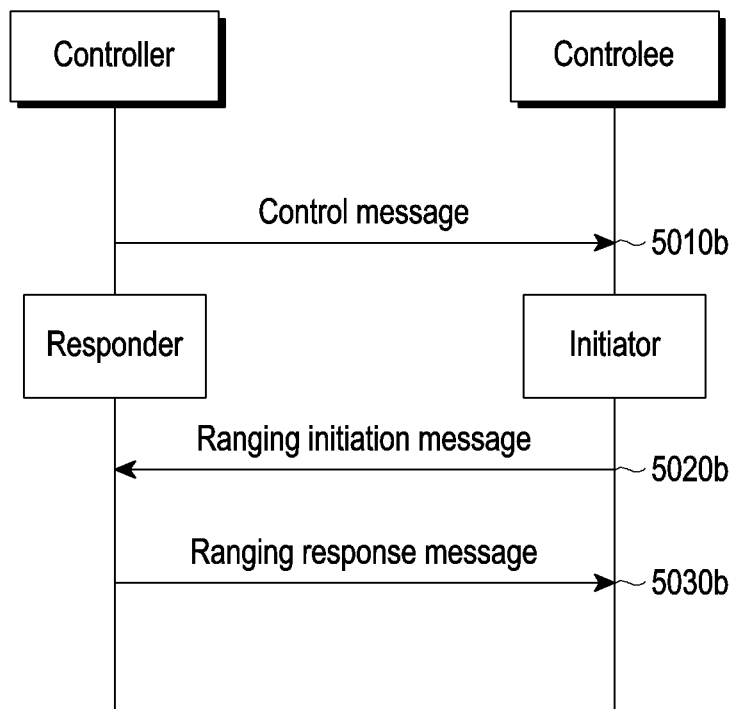 Controller
Controlee
Control message
5010b
Responder
Initiator
Ranging initiation message
5020b
Ranging response message
5030b